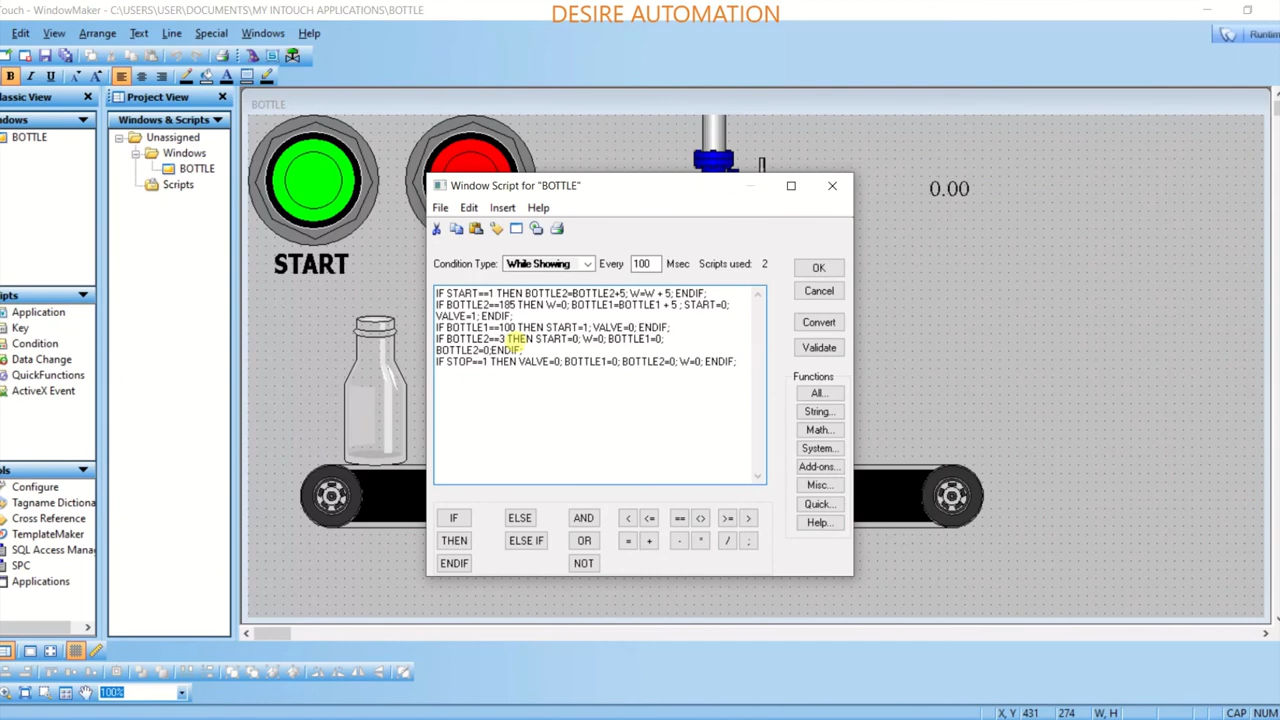 DESIRE AUTOMATION
Touch - WindowMaker - C:\USERS\USER\DOCUMENTS\MY INTOUCH APPLICATIONS\BOTTLE
Edit View Arrange Text Line Special Windows Help
Runtim
B I U A A A
lassic View
Project View
BOTTLE
ndows
Windows & Scripts
BOTTLE
Unassigned
Windows
BOTTLE
Scripts
0.00
START
Window Script for "BOTTLE"
File Edit Insert Help
Condition Type: While Showing Every 100 Msec Scripts used: 2
IF START==1 THEN BOTTLE2=BOTTLE2+5; W=W + 5; ENDIF;
IF BOTTLE2==185 THEN W=0; BOTTLE1=BOTTLE1 + 5 ; START=0;
VALVE=1; ENDIF;
IF BOTTLE1==100 THEN START=1; VALVE=0; ENDIF;
IF BOTTLE2==3 THEN START=0; W=0; BOTTLE1=0;
BOTTLE2=0;ENDIF;
IF STOP==1 THEN VALVE=0; BOTTLE1=0; BOTTLE2=0; W=0; ENDIF;
OK
Cancel
Convert
Validate
Functions
All...
String...
Math...
System...
Add-ons...
Misc...
Quick...
Help...
IF ELSE AND < <= == <> >= >
THEN ELSE IF OR = + - * / ;
ENDIF NOT
ripts
Application
Key
Condition
Data Change
QuickFunctions
ActiveX Event
ols
Configure
Tagname Dictiona
Cross Reference
TemplateMaker
SQL Access Mana
SPC
Applications
100%
X, Y 431 274 W, H CAP NUM